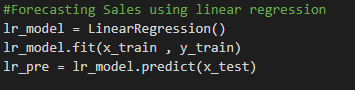 #Forecasting Sales using linear regression
lr_model = LinearRegression()
lr_model.fit(x_train , y_train)
lr_pre = lr_model.predict(x_test)